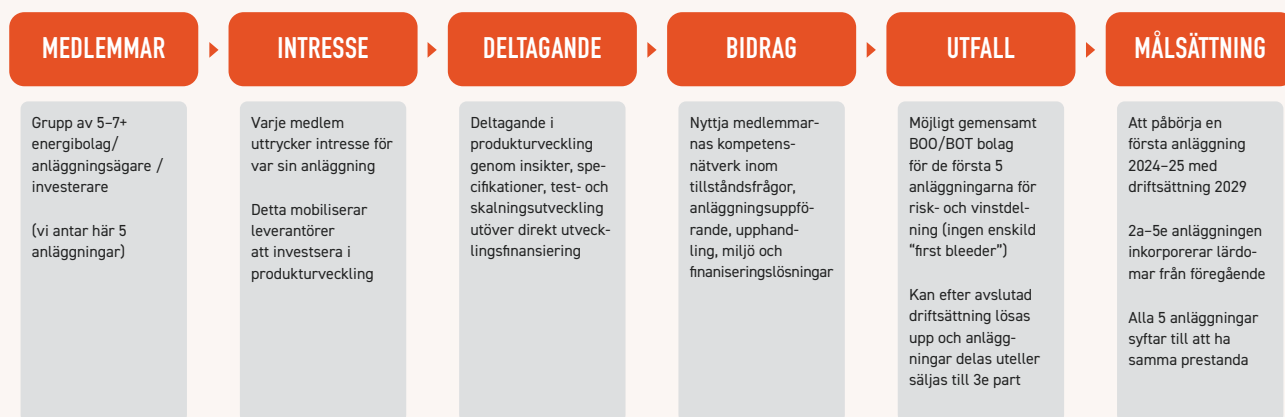 MEDLEMMAR
Grupp av 5–7+
energibolag/
anläggningsägare /
investerare
(vi antar här 5
anläggningar)
INTRESSE
Varje medlem
uttrycker intresse för
var sin anläggning
Detta mobiliserar
leverantörer
att investsera i
produkturveckling
DELTAGANDE
Deltagande i
produkturveckling
genom insikter, spe-
cifikationer, test- och
skalningsutveckling
utöver direkt utveck-
lingsfinansiering
BIDRAG
Nyttja medlemmar-
nas kompetens-
nätverk inom
tillståndsfrågor,
anläggningsuppfö-
rande, upphand-
ling, miljö och
finaniseringslösningar
UTFALL
Möjligt gemensamt
BOO/BOT bolag
för de första 5
anläggningarna för
risk- och vinstdel-
ning (ingen enskild
"first bleeder")
Kan efter avslutad
driftsättning lösas
upp och anlägg-
ningar delas uteller
säljas till 3e part
MÅLSÄTTNING
Att påbörja en
första anläggning
2024–25 med
driftsättning 2029
2a–5e anläggningen
inkorporerar lärdo-
mar från föregående
Alla 5 anläggningar
syftar till att ha
samma prestanda